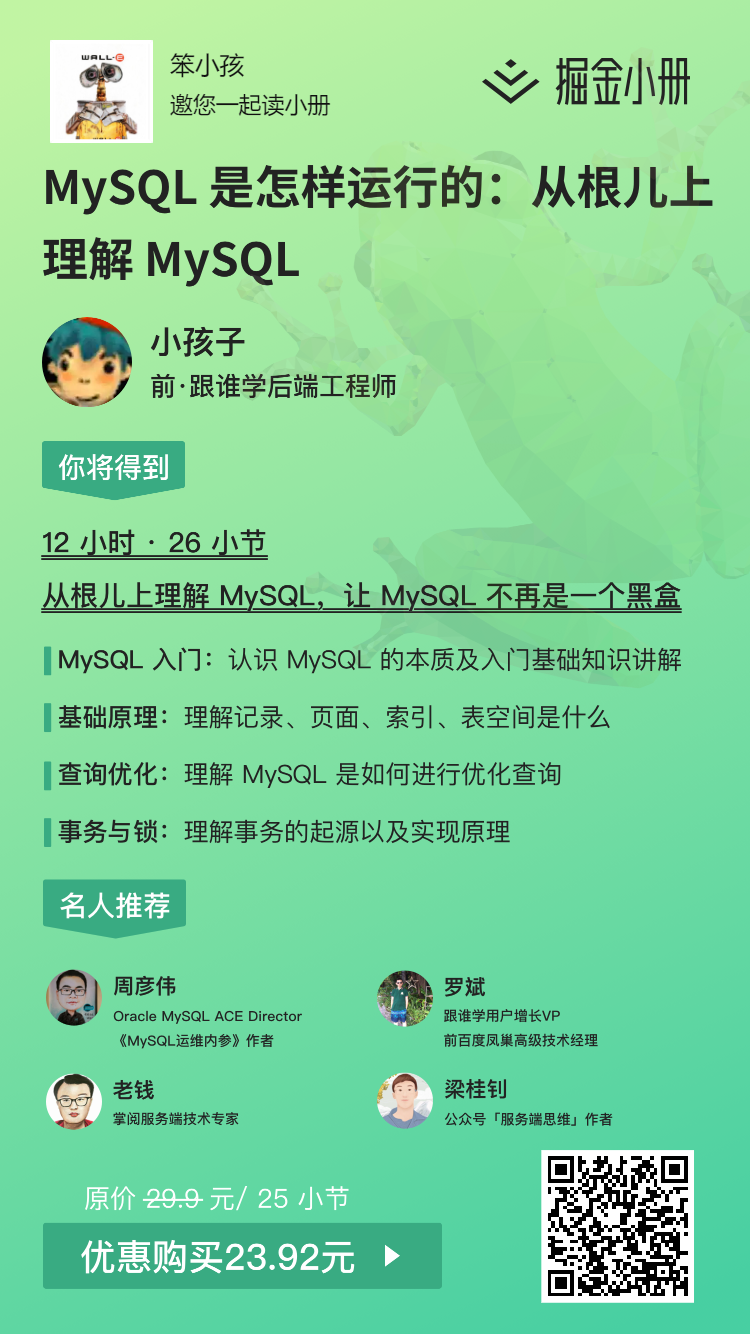 WALL·E
笨小孩
邀您一起读小册
掘金小册
MySQL 是怎样运行的：从根儿上
理解 MySQL
小孩子
前·跟谁学后端工程师
你将得到
12 小时 · 26 小节
从根儿上理解 MySQL，让 MySQL 不再是一个黑盒
MySQL 入门：认识 MySQL 的本质及入门基础知识讲解
基础原理：理解记录、页面、索引、表空间是什么
查询优化：理解 MySQL 是如何进行优化查询
事务与锁：理解事务的起源以及实现原理
名人推荐
周彦伟
Oracle MySQL ACE Director
《MySQL运维内参》作者
罗斌
跟谁学用户增长VP
前百度凤巢高级技术经理
老钱
掌阅服务端技术专家
梁桂钊
公众号「服务端思维」作者
原价 29.9 元/ 25 小节
优惠购买23.92元